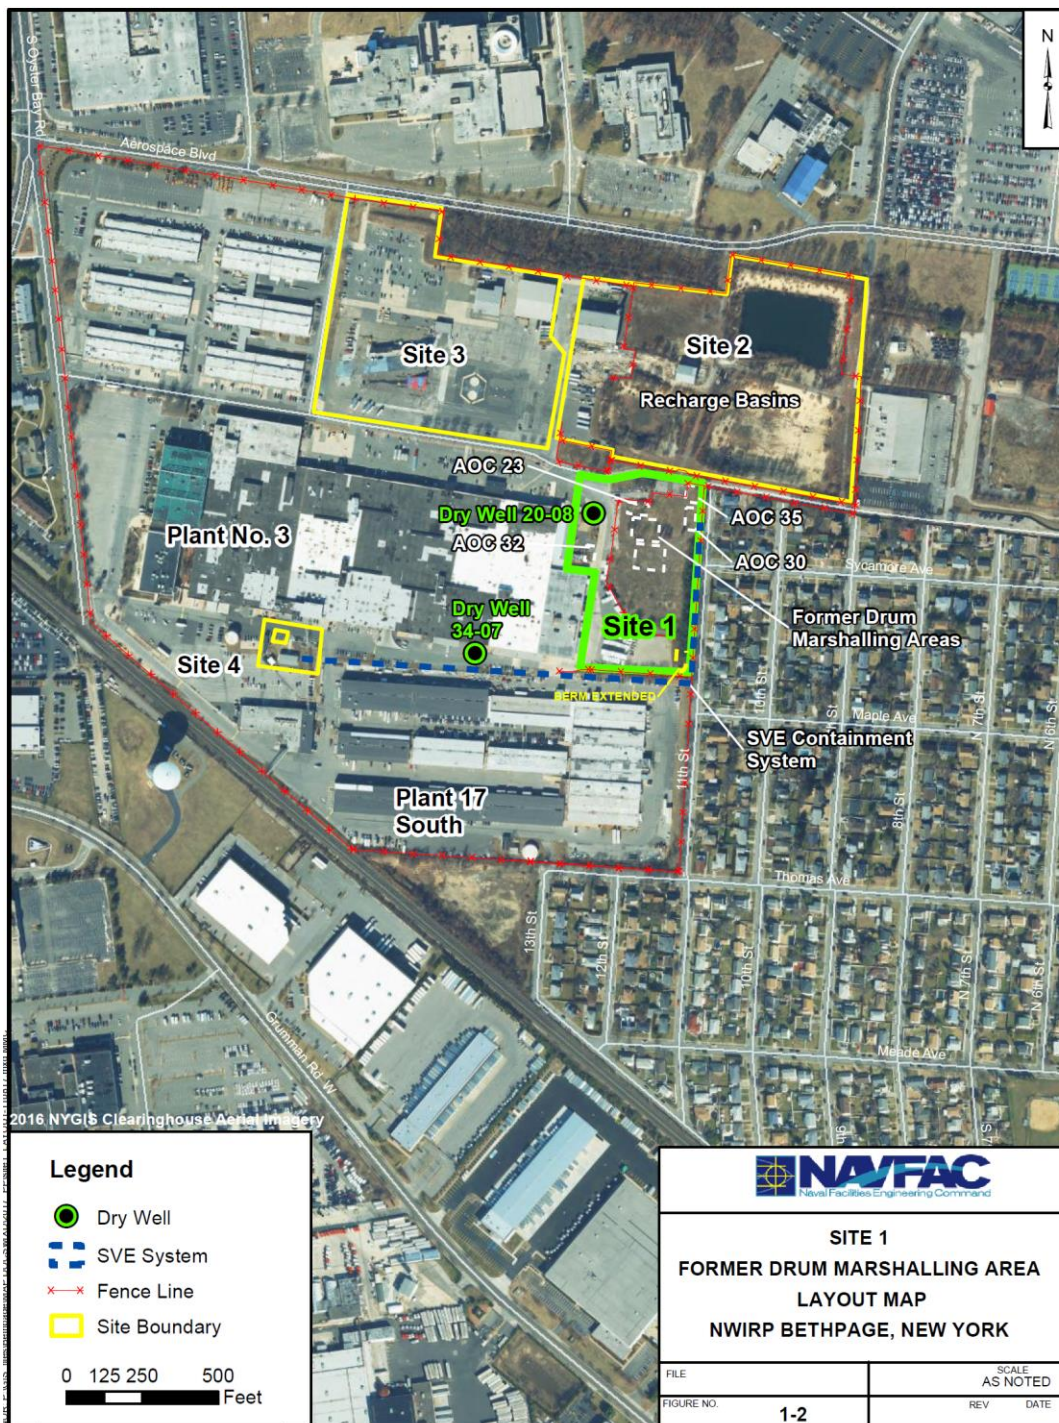 N
S Oyster Bay Rd
Aerospace Blvd
Site 3
Site 2
Recharge Basins
AOC 23
Dry Well 20-08
AOC 35
Plant No. 3
AOC 32
AOC 30
Sycamore Ave
Dry Well
34-07
Site 1
Former Drum
Marshalling Areas
Site 4
BERM EXTENDED
10th St
Maple Ave
N 7th St
N 6th St
SVE Containment
System
11th St
Plant 17
South
8th St
Thomas Ave
13th St
12th St
10th St
N 7th St
N 6th St
Grumman Rd W
Meade Ave
9th
2016 NYGIS Clearinghouse Aerial Imagery
Legend
Dry Well
SVE System
Fence Line
Site Boundary
0 125 250 500
Feet
NAVFAC
Naval Facilities Engineering Command
SITE 1
FORMER DRUM MARSHALLING AREA
LAYOUT MAP
NWIRP BETHPAGE, NEW YORK
FILE
SCALE
AS NOTED
FIGURE NO.
1-2
REV
DATE